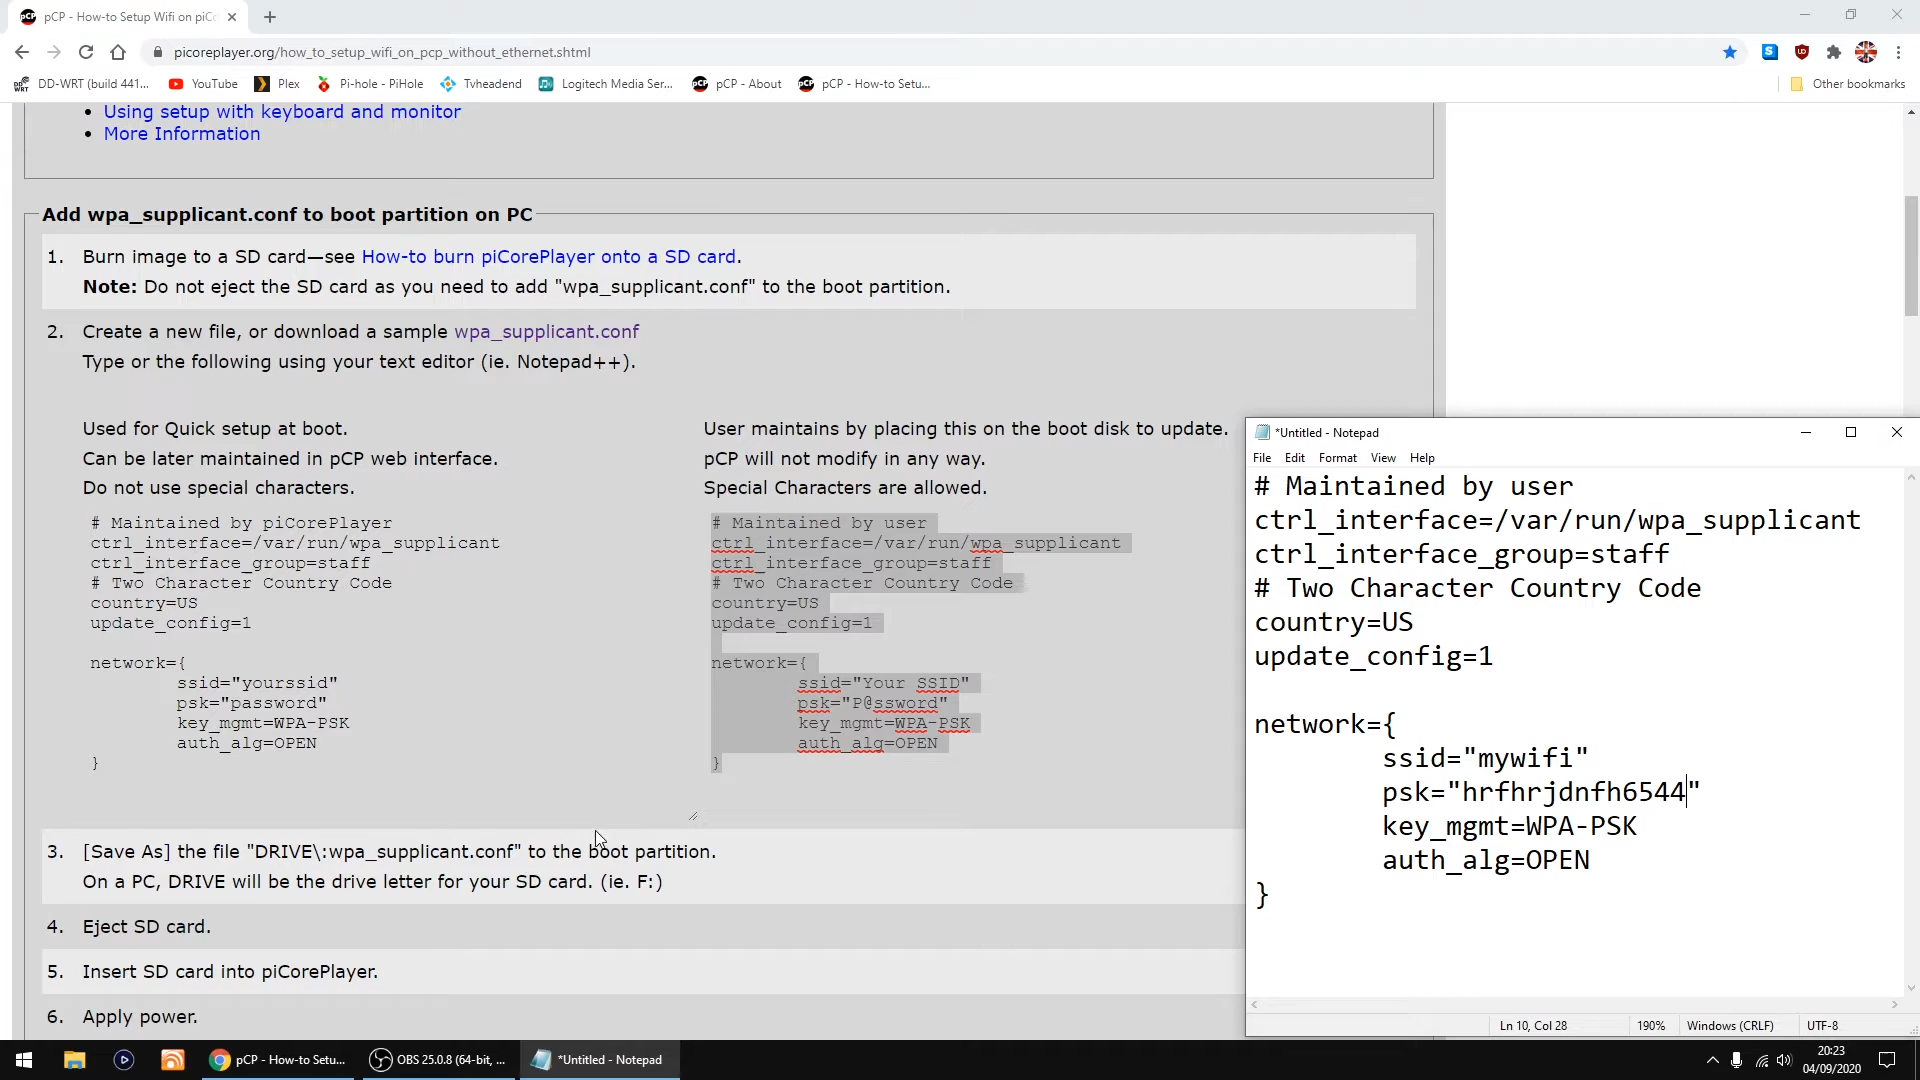 pCP - How-to Setup Wifi on piCo
picoreplayer.org/how_to_setup_wifi_on_pcp_without_ethernet.shtml
DD-WRT (build 441...
YouTube
Plex
Pi-hole - PiHole
Tvheadend
Logitech Media Ser...
pCP - About
pCP - How-to Setu...
Other bookmarks
• Using setup with keyboard and monitor
• More Information
Add wpa_supplicant.conf to boot partition on PC
1. Burn image to a SD card—see How-to burn piCorePlayer onto a SD card.
Note: Do not eject the SD card as you need to add "wpa_supplicant.conf" to the boot partition.
2. Create a new file, or download a sample wpa_supplicant.conf
Type or the following using your text editor (ie. Notepad++).
Used for Quick setup at boot.
Can be later maintained in pCP web interface.
Do not use special characters.
# Maintained by piCorePlayer
ctrl_interface=/var/run/wpa_supplicant
ctrl_interface_group=staff
# Two Character Country Code
country=US
update_config=1
network={
ssid="yourssid"
psk="password"
key_mgmt=WPA-PSK
auth_alg=OPEN
}
User maintains by placing this on the boot disk to update.
pCP will not modify in any way.
Special Characters are allowed.
# Maintained by user
ctrl_interface=/var/run/wpa_supplicant
ctrl_interface_group=staff
# Two Character Country Code
country=US
update_config=1
network={
ssid="Your SSID"
psk="P@ssword"
key_mgmt=WPA-PSK
auth_alg=OPEN
}
3. [Save As] the file "DRIVE\:wpa_supplicant.conf" to the boot partition.
On a PC, DRIVE will be the drive letter for your SD card. (ie. F:)
4. Eject SD card.
5. Insert SD card into piCorePlayer.
6. Apply power.
*Untitled - Notepad
File Edit Format View Help
# Maintained by user
ctrl_interface=/var/run/wpa_supplicant
ctrl_interface_group=staff
# Two Character Country Code
country=US
update_config=1
network={
ssid="mywifi"
psk="hrfhrjdnfh6544"
key_mgmt=WPA-PSK
auth_alg=OPEN
}
Ln 10, Col 28
190%
Windows (CRLF)
UTF-8
pCP - How-to Setu...
OBS 25.0.8 (64-bit, ...
*Untitled - Notepad
20:23
04/09/2020